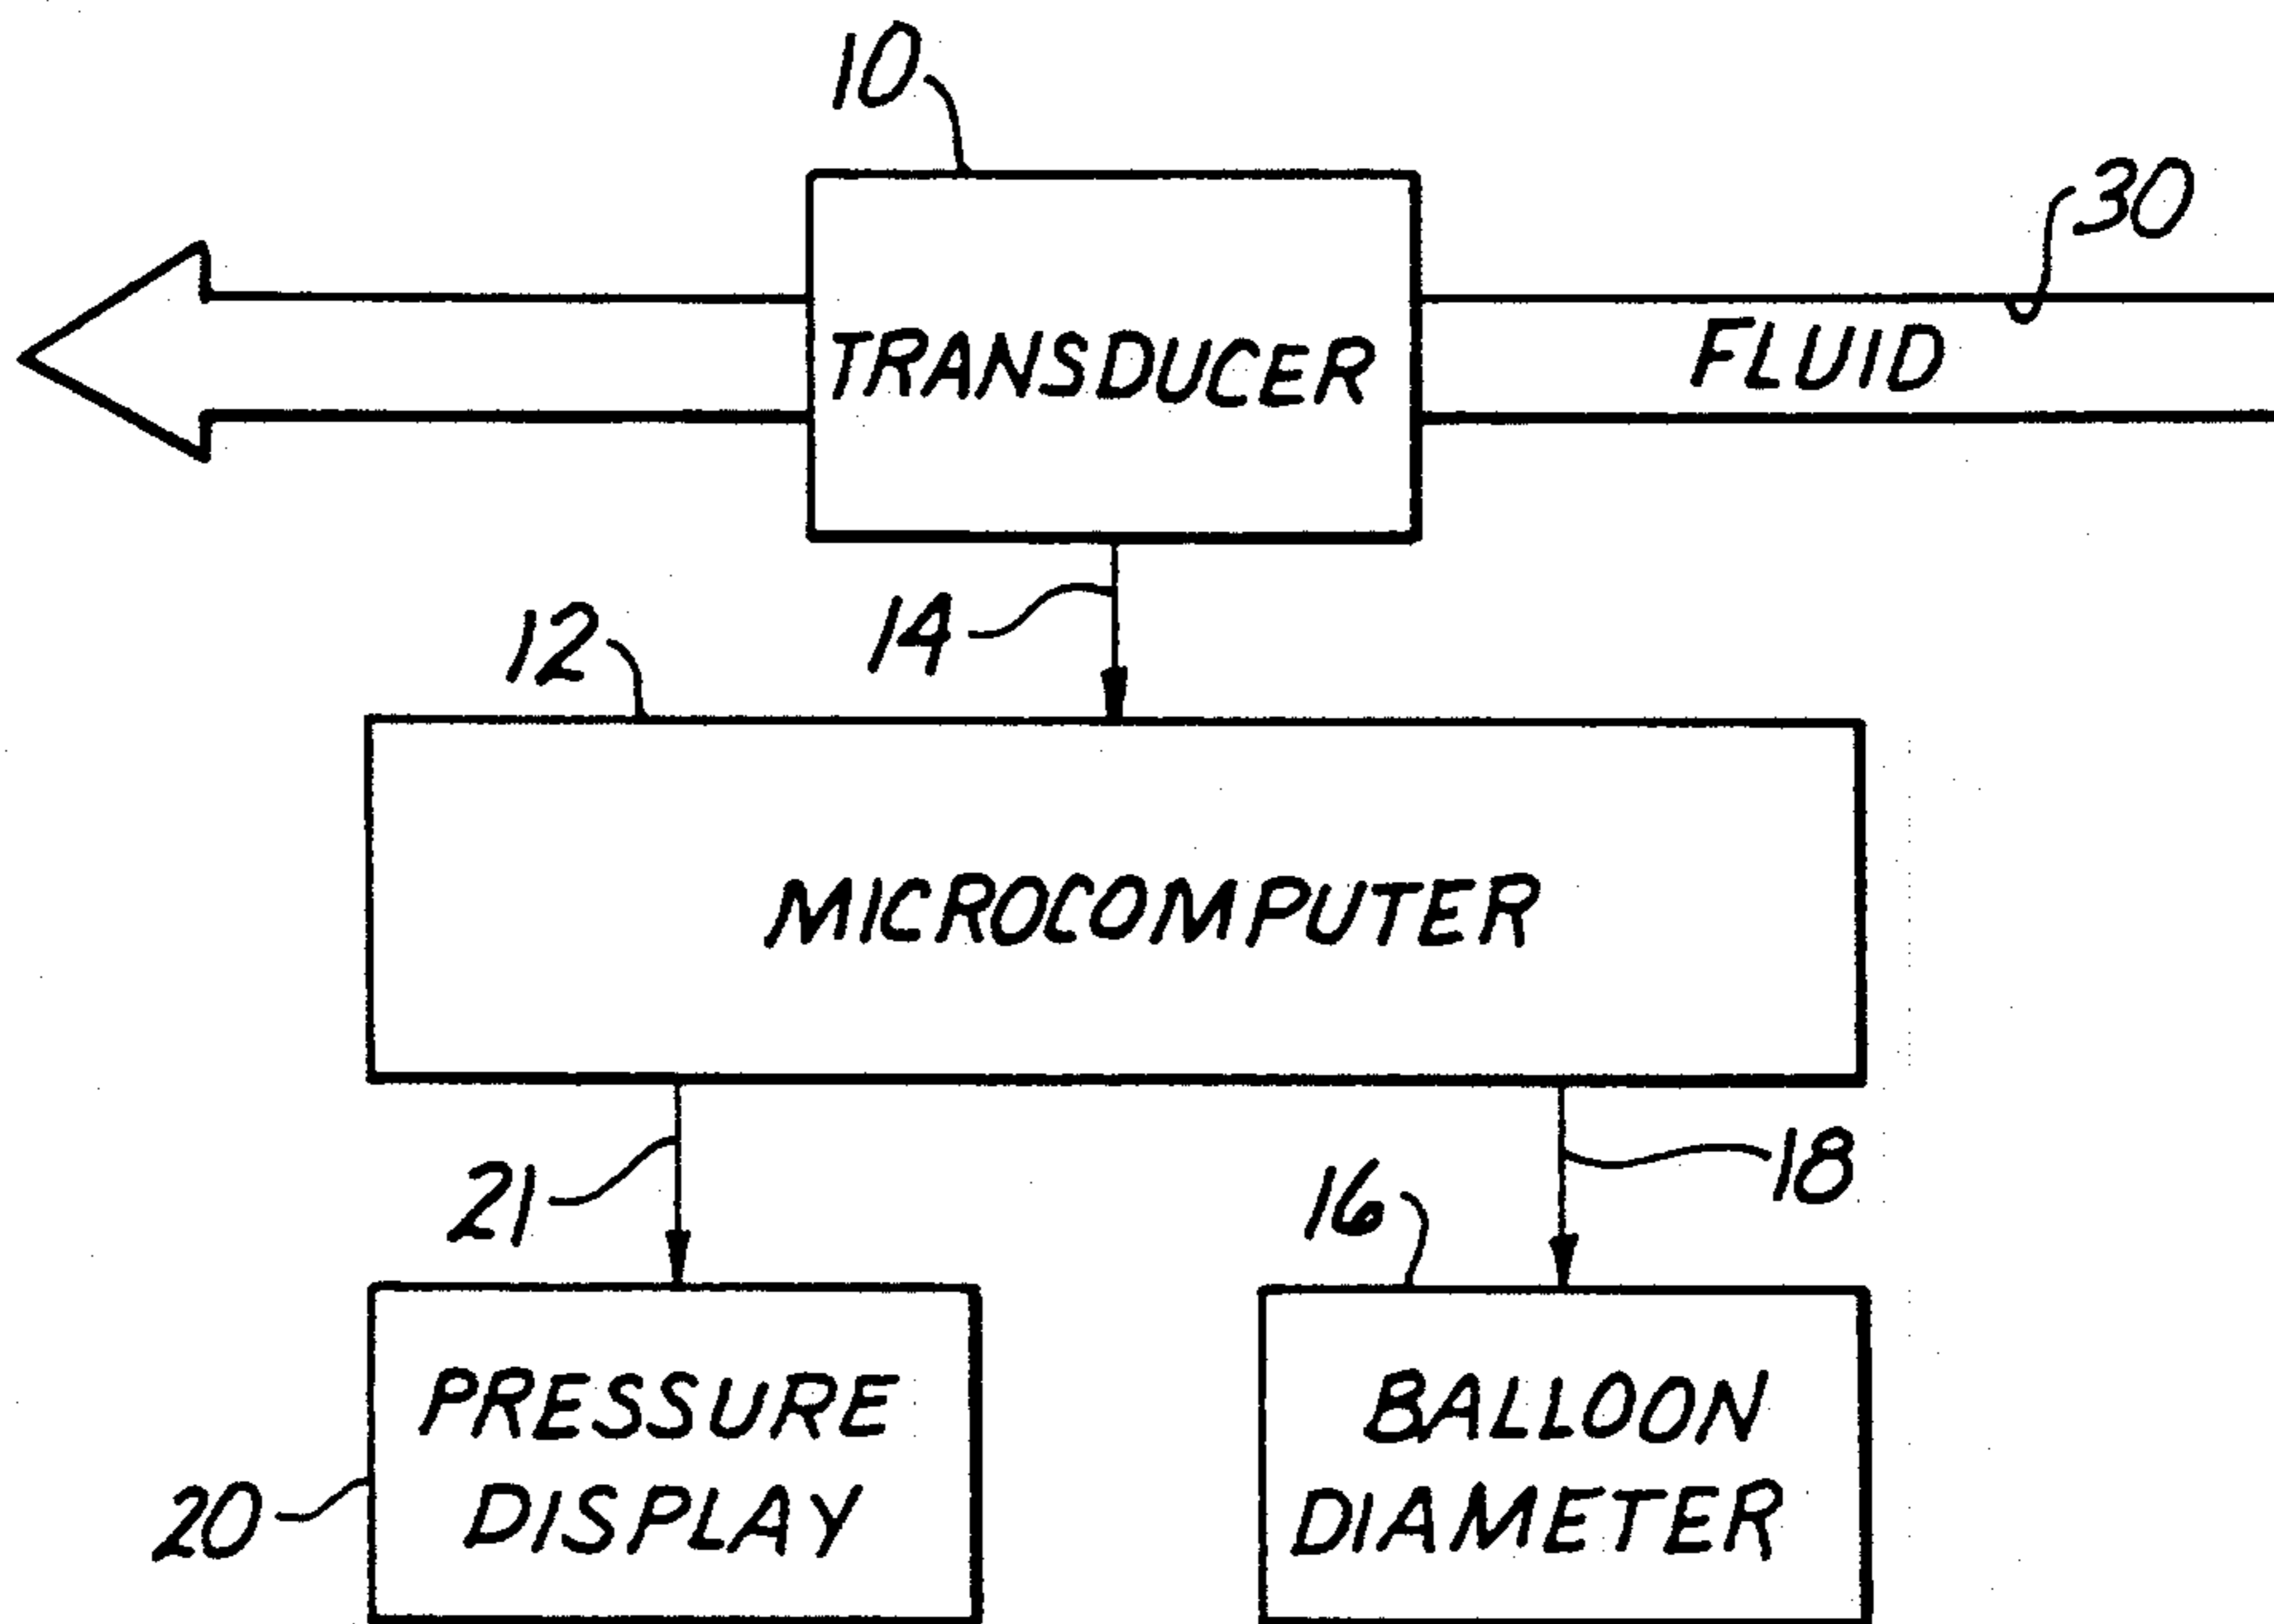 10
30
TRANSDUCER
FLUID
12
14
MICROCOMPUTER
21
16
18
PRESSURE
DISPLAY
20
BALLOON
DIAMETER